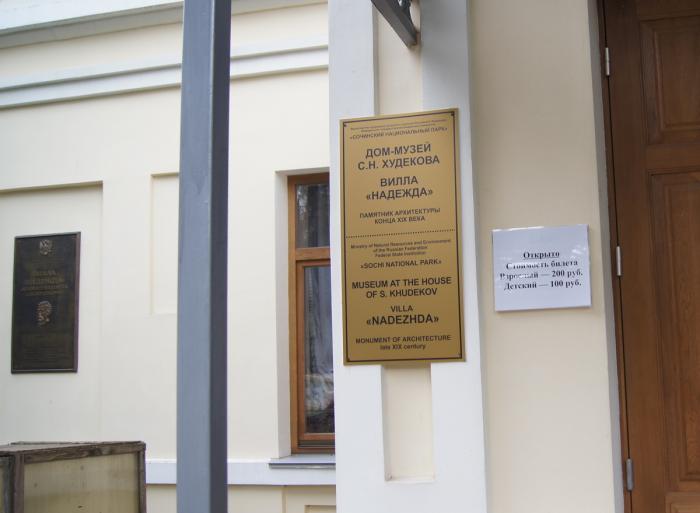 ВИЛЛА
«НАДЕЖДА»
«СОЧИНСКИЙ НАЦИОНАЛЬНЫЙ ПАРК»
ДОМ-МУЗЕЙ
С.Н. ХУДЕКОВА
ВИЛЛА
«НАДЕЖДА»
ПАМЯТНИК АРХИТЕКТУРЫ
КОНЦА XIX ВЕКА
Ministry of Natural Resources and Environment
of the Russian Federation
Federal State Institution
«SOCHI NATIONAL PARK»
MUSEUM AT THE HOUSE
OF S. KHUDEKOV
VILLA
«NADEZHDA»
MONUMENT OF ARCHITECTURE
late XIX century
Открыто
Стоимость билета
Взрослый — 200 руб.
Детский — 100 руб.